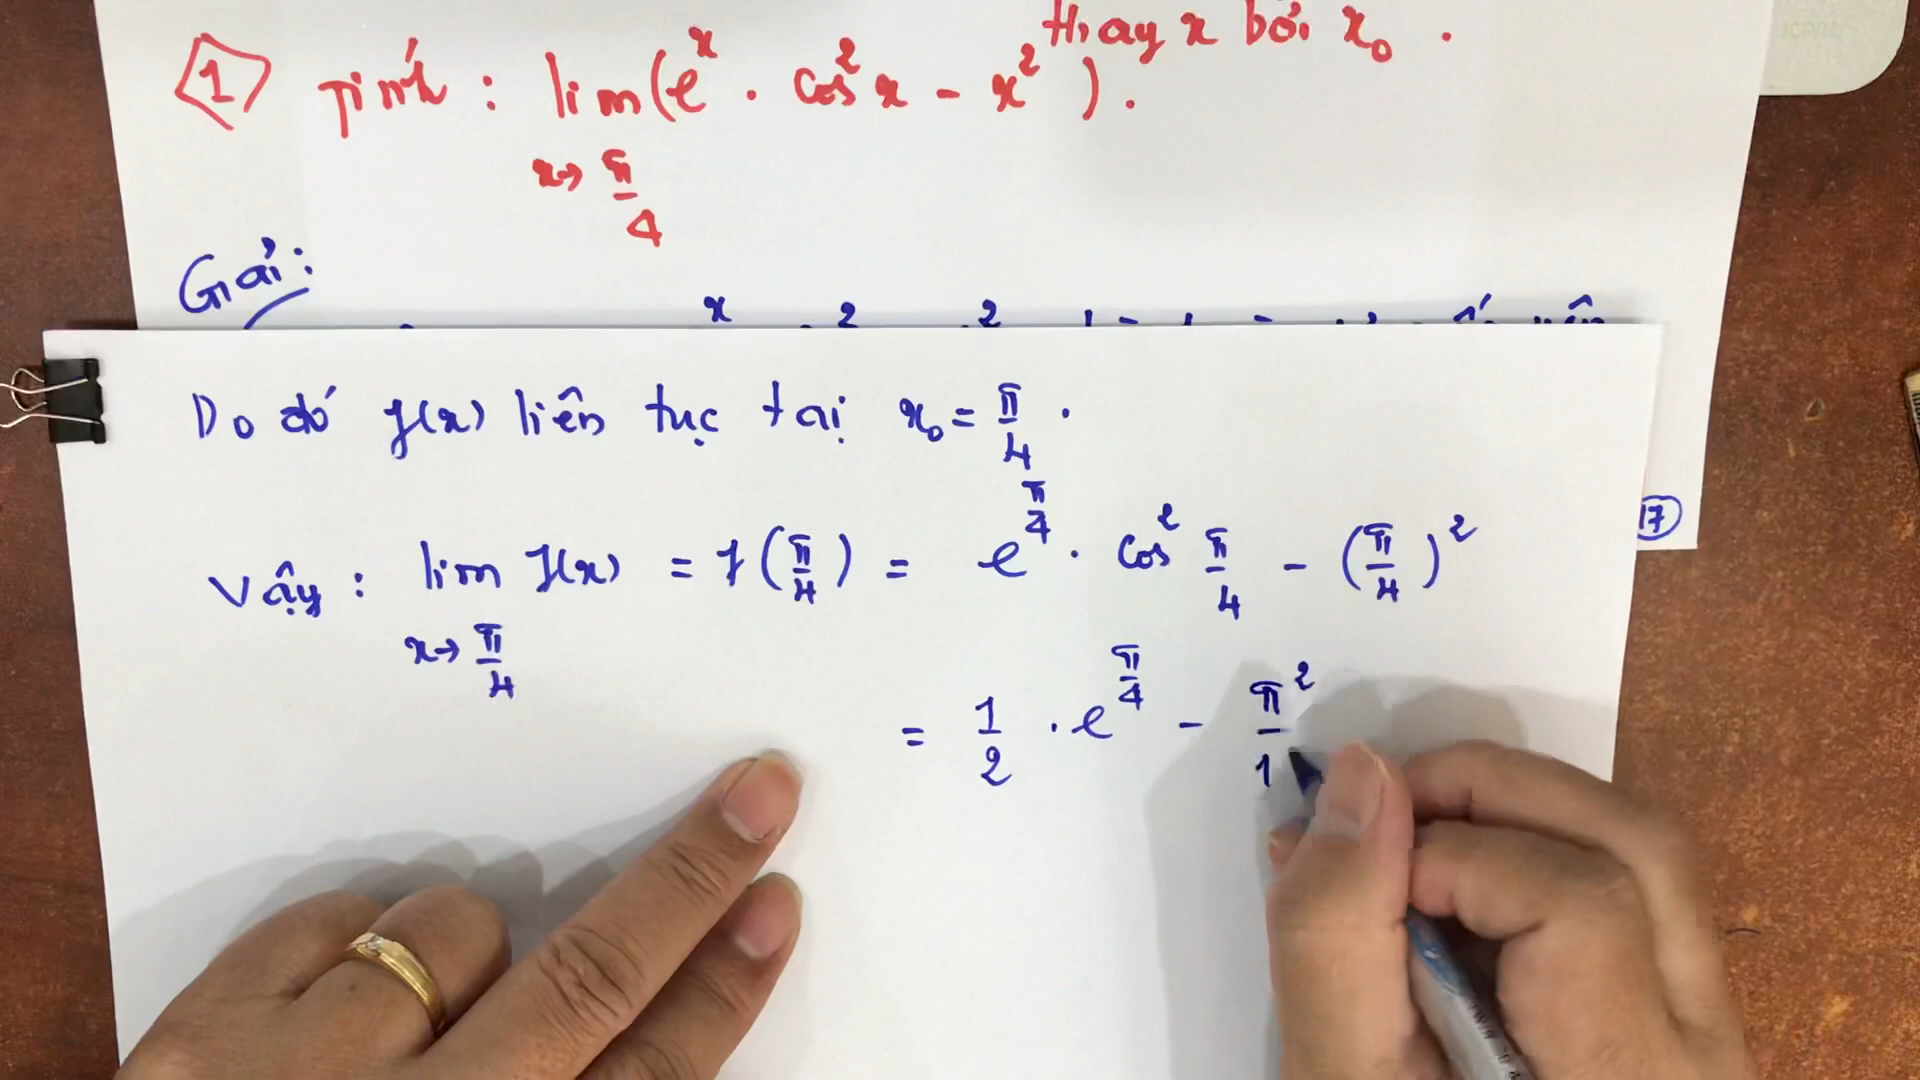 thay x bởi x₀ .
1 Tính : lim(eˣ . cos²x - x²) .
x→ π/4
Giải:
Do đó f(x) liên tục tại x₀ = π/4 .
17
Vậy : lim f(x) = f(π/4) = e^(π/4) . cos² π/4 - (π/4)²
x→ π/4
= 1/2 . e^(π/4) - π²/1